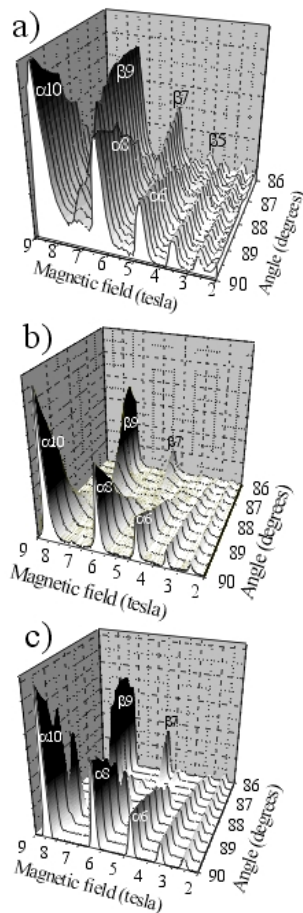 a)
α10
β9
β7
α8
β5
α6
9 8 7 6 5 4 3 2
Magnetic field (tesla)
86
87
88
89
90
Angle (degrees)
b)
α10
β9
β7
α8
α6
9 8 7 6 5 4 3 2
Magnetic field (tesla)
86
87
88
89
90
Angle (degrees)
c)
α10
β9
β7
α8
α6
9 8 7 6 5 4 3 2
Magnetic field (tesla)
86
87
88
89
90
Angle (degrees)